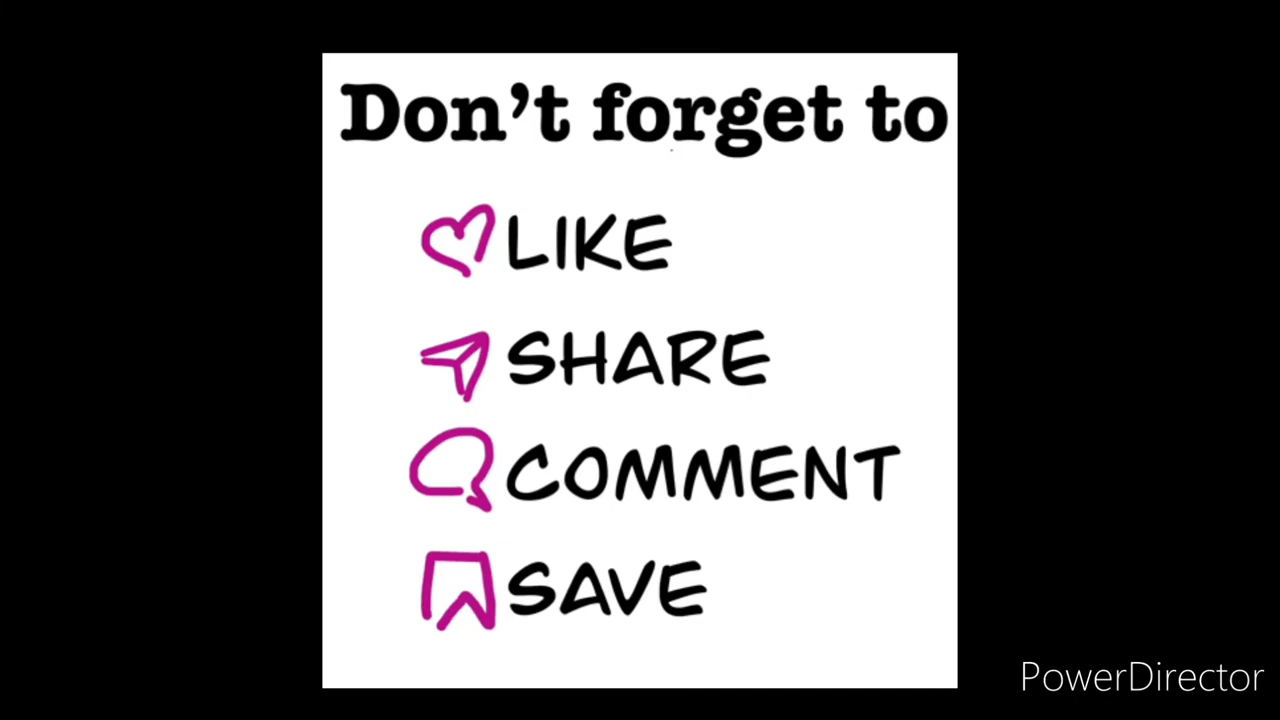 Don’t forget to
LIKE
SHARE
COMMENT
SAVE
PowerDirector